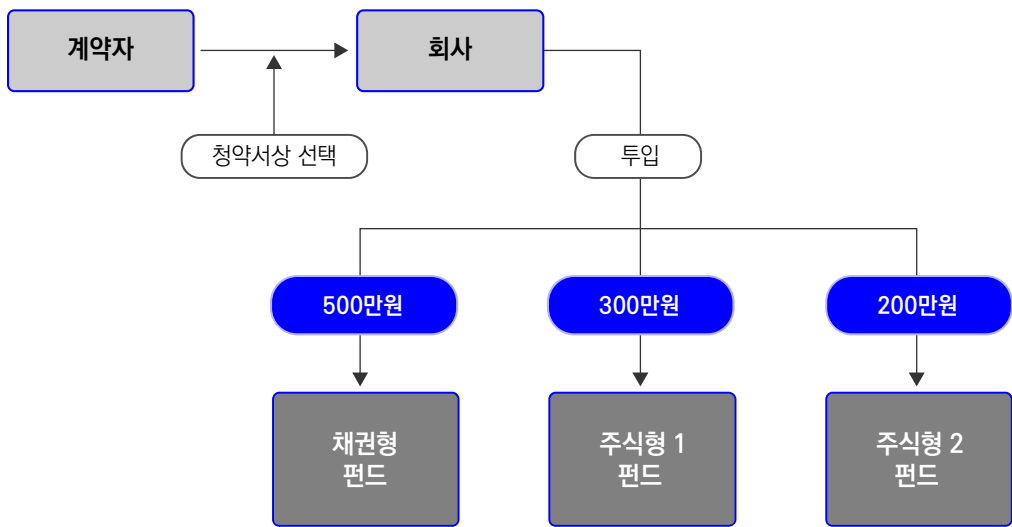 계약자
회사
청약서상 선택
투입
500만원
300만원
200만원
채권형
펀드
주식형 1
펀드
주식형 2
펀드